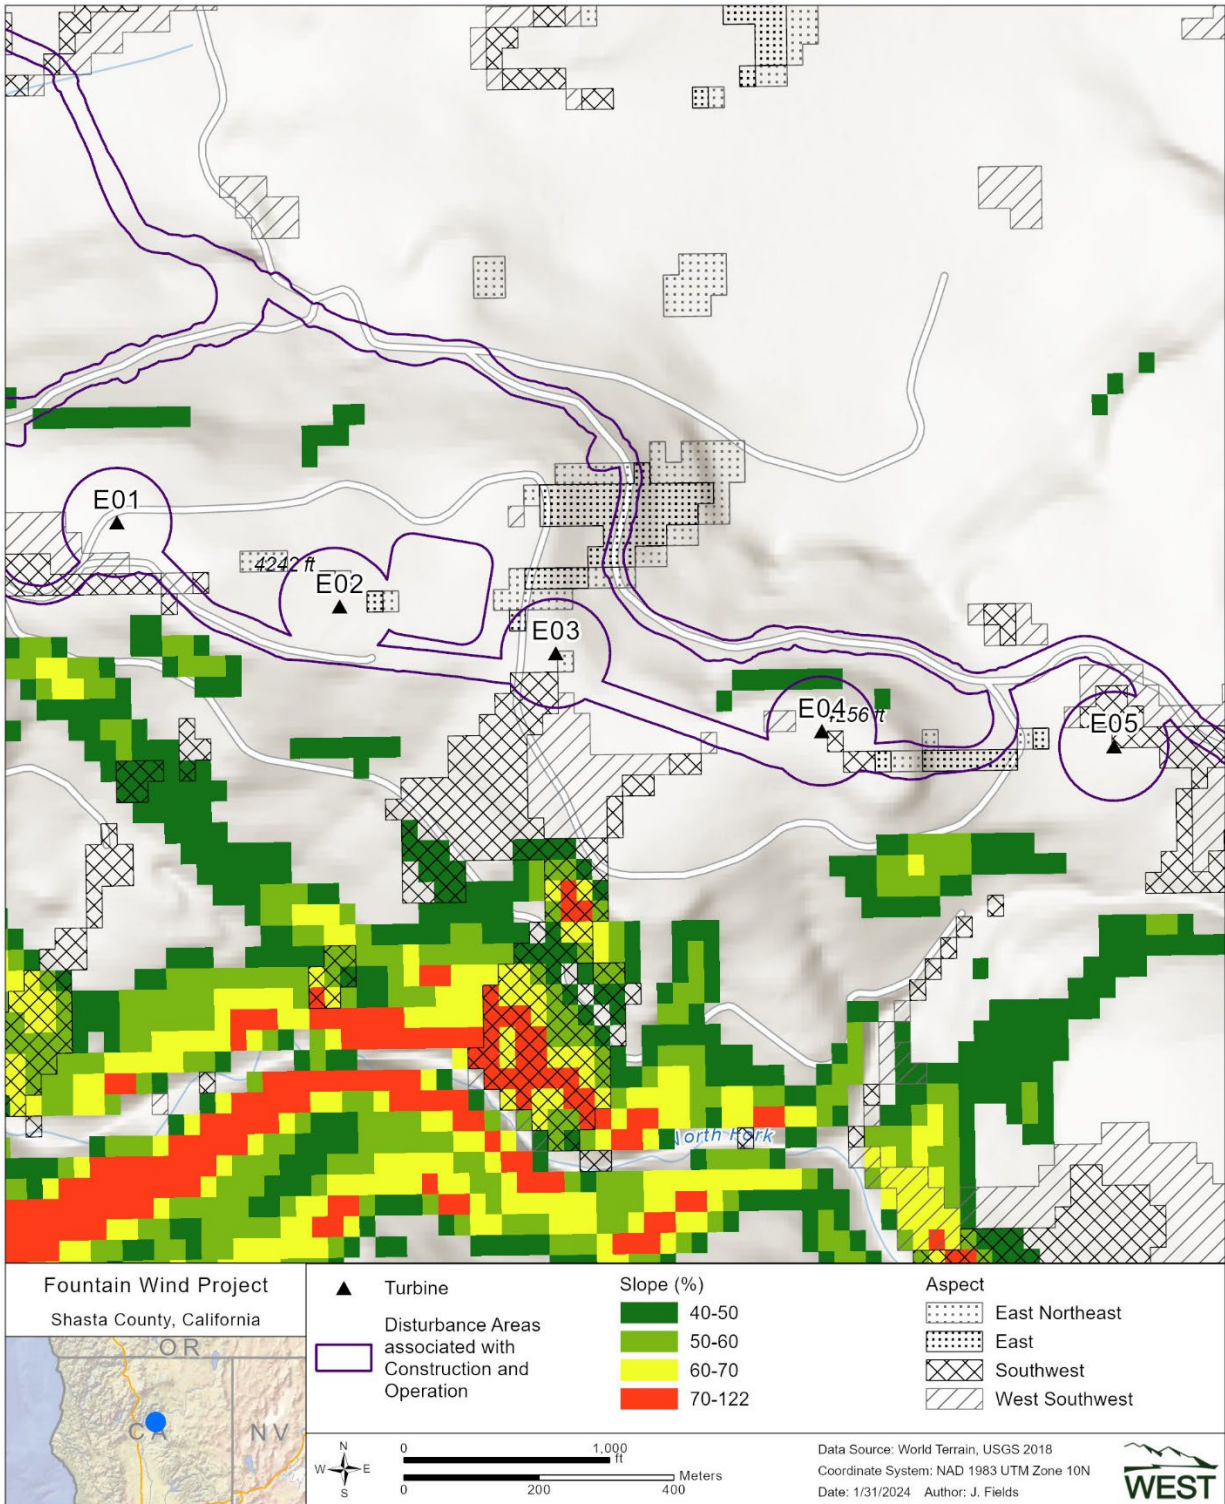 E01
4242 ft
E02
E03
E04
E05
North Fork
Fountain Wind Project
Shasta County, California
OR
CA
NV
Turbine
Disturbance Areas
associated with
Construction and
Operation
Slope (%)
40-50
50-60
60-70
70-122
Aspect
East Northeast
East
Southwest
West Southwest
N
W E
S
0 1,000
ft
Meters
0 200 400
Data Source: World Terrain, USGS 2018
Coordinate System: NAD 1983 UTM Zone 10N
Date: 1/31/2024 Author: J. Fields
WEST